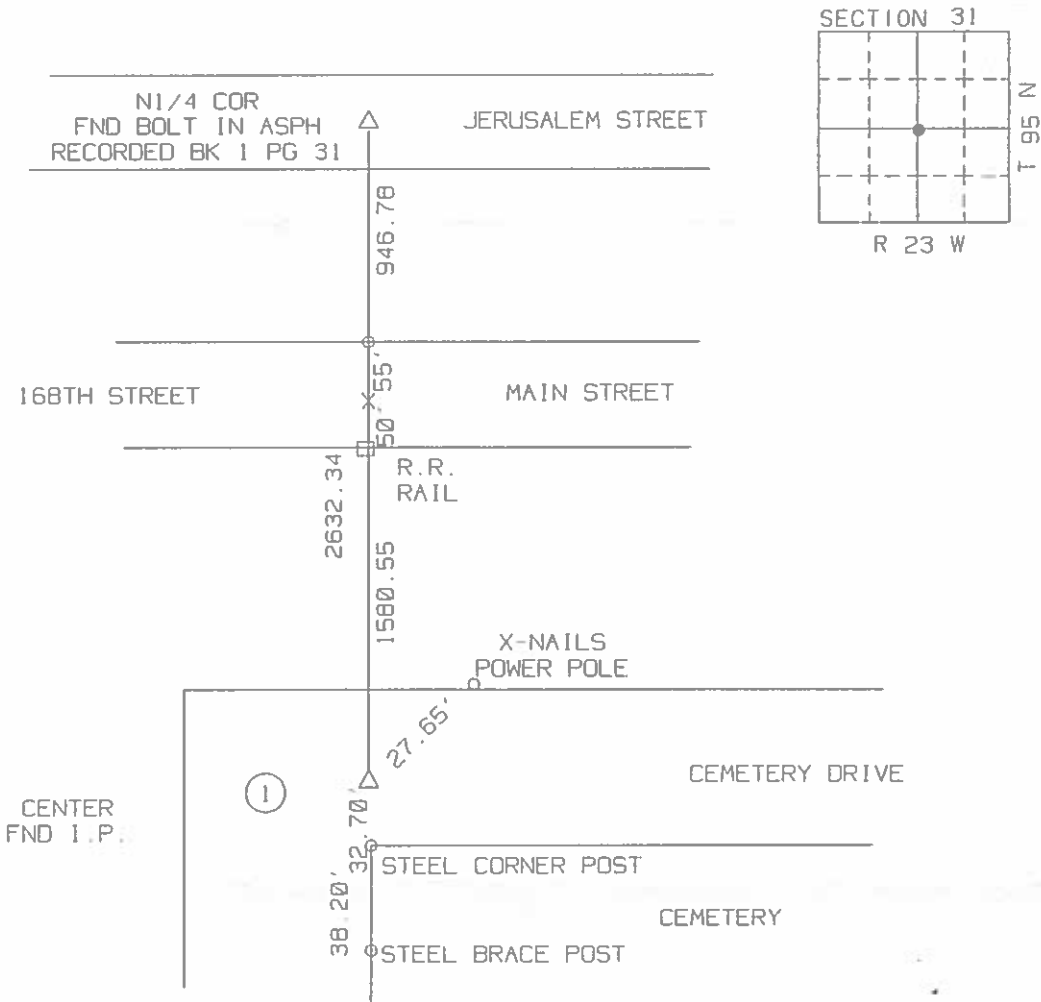 SECTION 31
T 95 N
R 23 W
N1/4 COR
FND BOLT IN ASPH
RECORDED BK 1 PG 31
JERUSALEM STREET
946.78
168TH STREET
55'
50'
MAIN STREET
R.R.
RAIL
2632.34
1580.55
X-NAILS
POWER POLE
27.65'
1
CENTER
FND I.P.
CEMETERY DRIVE
32.70'
STEEL CORNER POST
38.20'
CEMETERY
STEEL BRACE POST